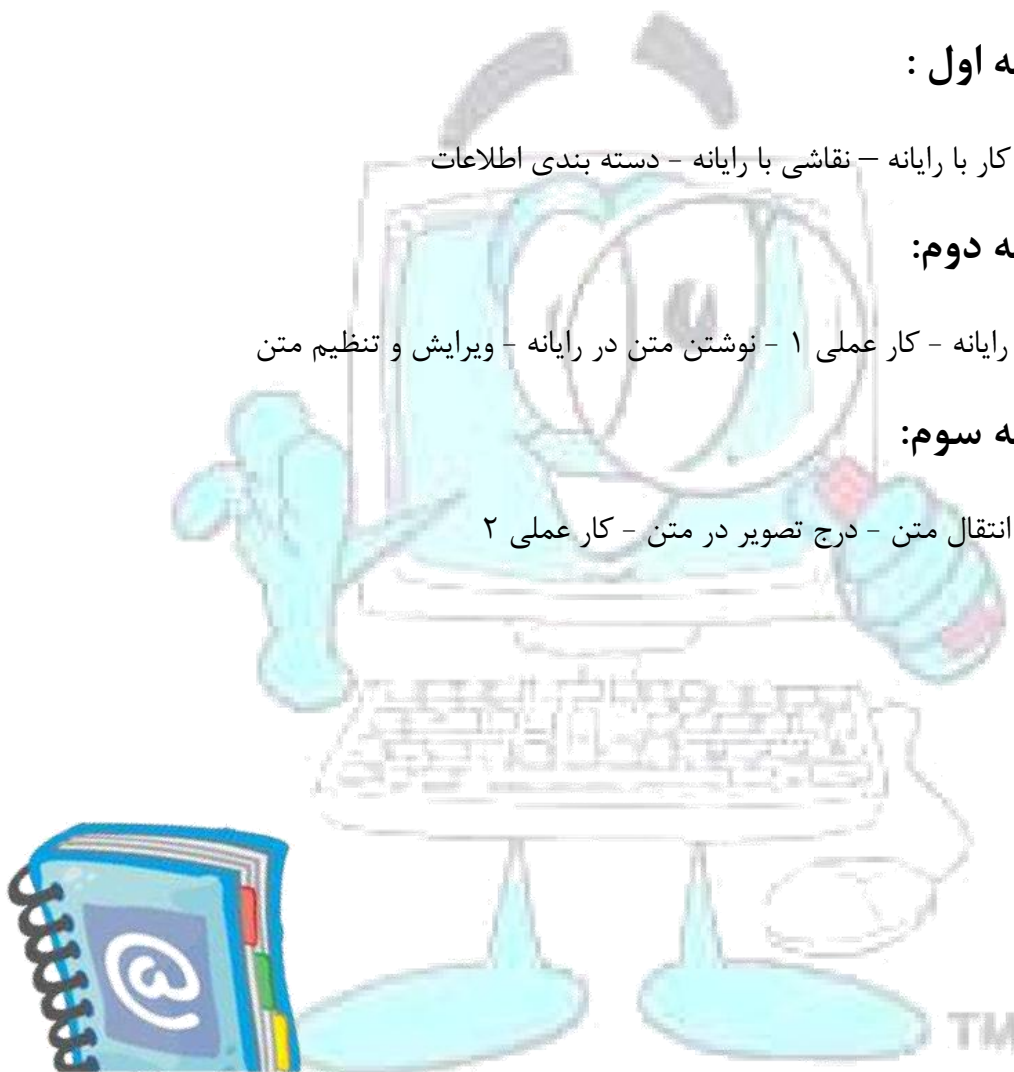 ه اول :
کار با رایانه – نقاشی با رایانه - دسته بندی اطلاعات
ه دوم:
رایانه - کار عملی ۱ - نوشتن متن در رایانه - ویرایش و تنظیم متن
ه سوم:
انتقال متن - درج تصویر در متن - کار عملی ۲
@
TM